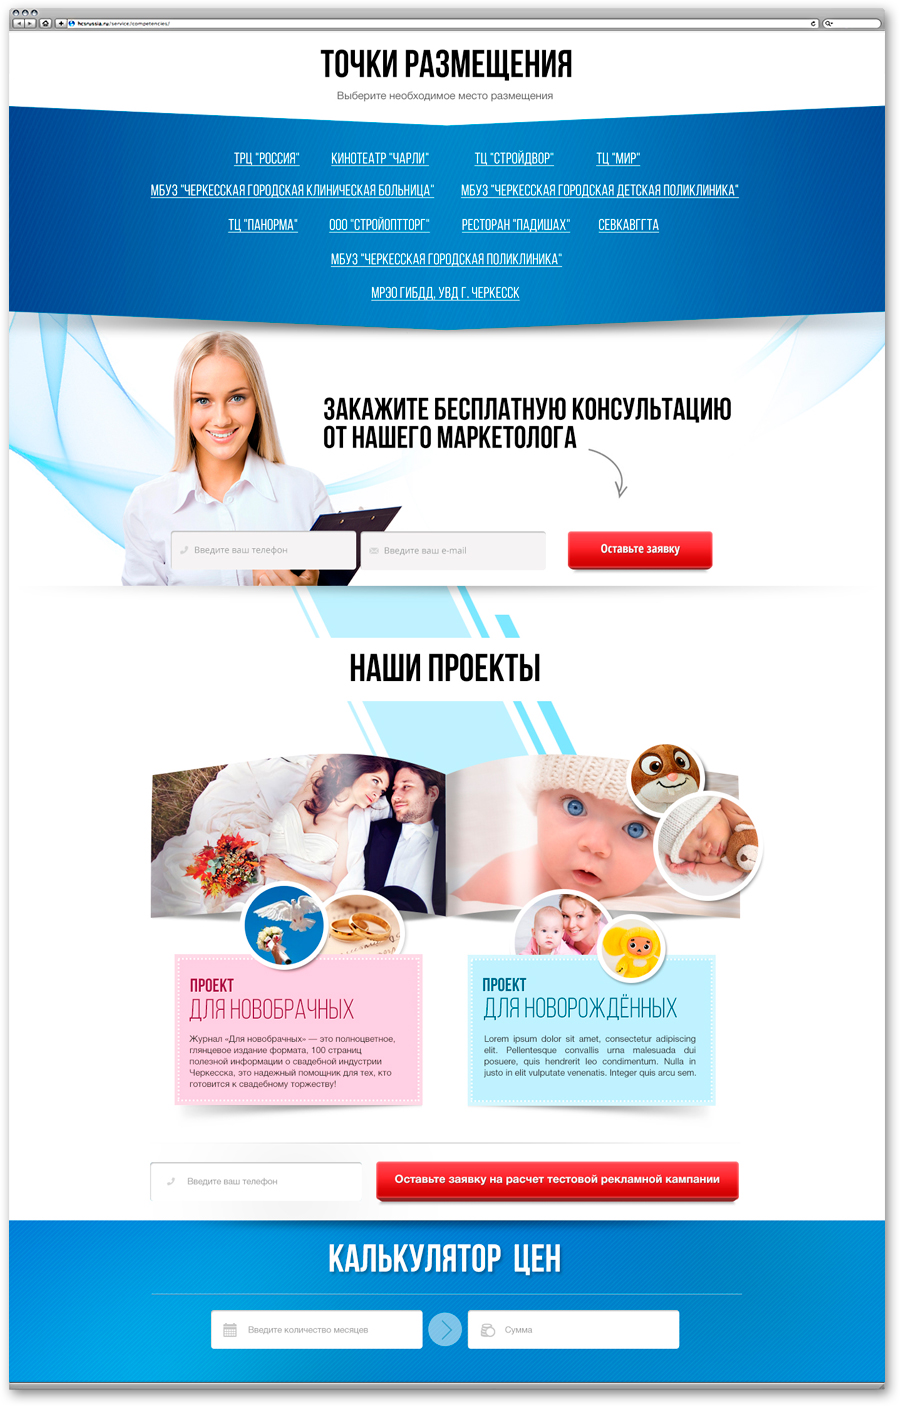 hcsrussia.ru/service/competencies/
ТОЧКИ РАЗМЕЩЕНИЯ
Выберите необходимое место размещения
ТРЦ "РОССИЯ" КИНОТЕАТР "ЧАРЛИ" ТЦ "СТРОЙДВОР" ТЦ "МИР"
МБУЗ "ЧЕРКЕССКАЯ ГОРОДСКАЯ КЛИНИЧЕСКАЯ БОЛЬНИЦА" МБУЗ "ЧЕРКЕССКАЯ ГОРОДСКАЯ ДЕТСКАЯ ПОЛИКЛИНИКА"
ТЦ "ПАНОРМА" ООО "СТРОЙОПТТОРГ" РЕСТОРАН "ПАДИШАХ" СЕВКАВГГТА
МБУЗ "ЧЕРКЕССКАЯ ГОРОДСКАЯ ПОЛИКЛИНИКА"
МРЭО ГИБДД, УВД Г. ЧЕРКЕССК
ЗАКАЖИТЕ БЕСПЛАТНУЮ КОНСУЛЬТАЦИЮ
ОТ НАШЕГО МАРКЕТОЛОГА
Введите ваш телефон Введите ваш e-mail Оставьте заявку
НАШИ ПРОЕКТЫ
ПРОЕКТ
ДЛЯ НОВОБРАЧНЫХ
Журнал «Для новобрачных» — это полноцветное,
глянцевое издание формата, 100 страниц
полезной информации о свадебной индустрии
Черкесска, это надежный помощник для тех, кто
готовится к свадебному торжеству!
ПРОЕКТ
ДЛЯ НОВОРОЖДЁННЫХ
Lorem ipsum dolor sit amet, consectetur adipiscing
elit. Pellentesque convallis urna malesuada dui
posuere, quis hendrerit leo condimentum. Nulla in
justo in elit vulputate venenatis. Integer quis arcu sem.
Введите ваш телефон Оставьте заявку на расчет тестовой рекламной кампании
КАЛЬКУЛЯТОР ЦЕН
Введите количество месяцев Сумма